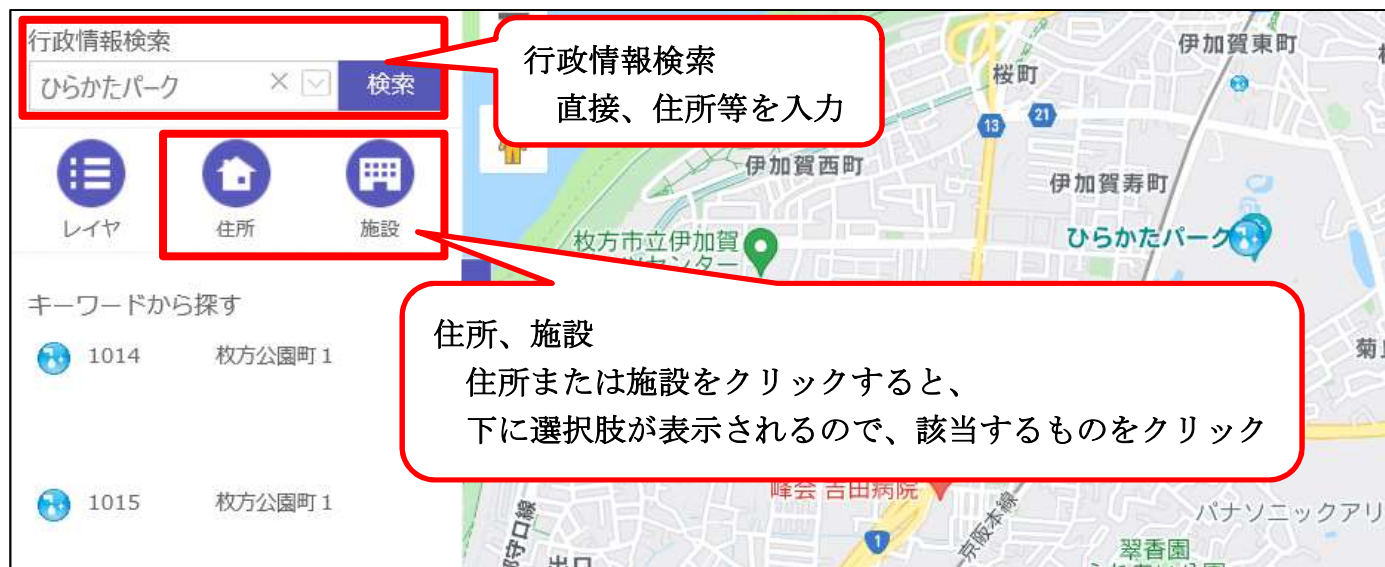 行政情報検索
ひらかたパーク
検索
レイヤ
住所
施設
キーワードから探す
1014 枚方公園町1
1015 枚方公園町1
行政情報検索
直接、住所等を入力
住所、施設
住所または施設をクリックすると、
下に選択肢が表示されるので、該当するものをクリック
伊加賀東町
桜町
13
21
伊加賀西町
伊加賀寿町
ひらかたパーク
枚方市立伊加賀
峰会 吉田病院
パナソニックアリ
京阪本線
守口線
1
翠香園
出口